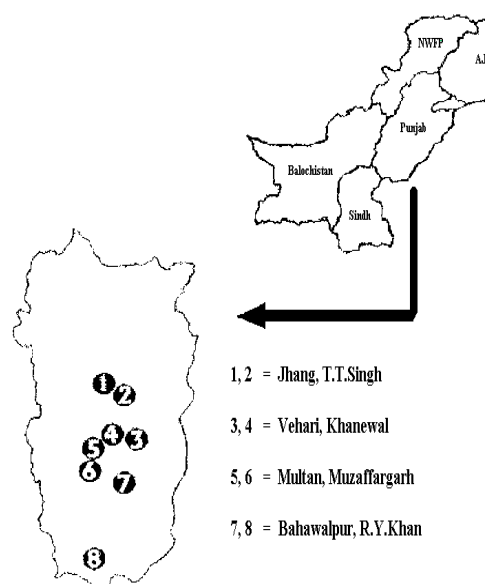 NWFP
Punjab
Balochistan
Sindh
1
2
4
3
5
6
7
8
1, 2 = Jhang, T.T.Singh
3, 4 = Vehari, Khanewal
5, 6 = Multan, Muzaffargarh
7, 8 = Bahawalpur, R.Y.Khan